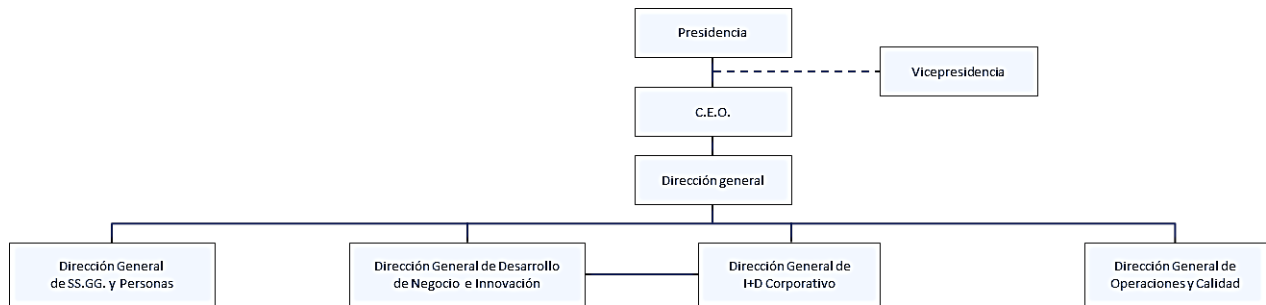 Presidencia
Vicepresidencia
C.E.O.
Dirección general
Dirección General
de SS.GG. y Personas
Dirección General de Desarrollo
de Negocio e Innovación
Dirección General de
I+D Corporativo
Dirección General de
Operaciones y Calidad